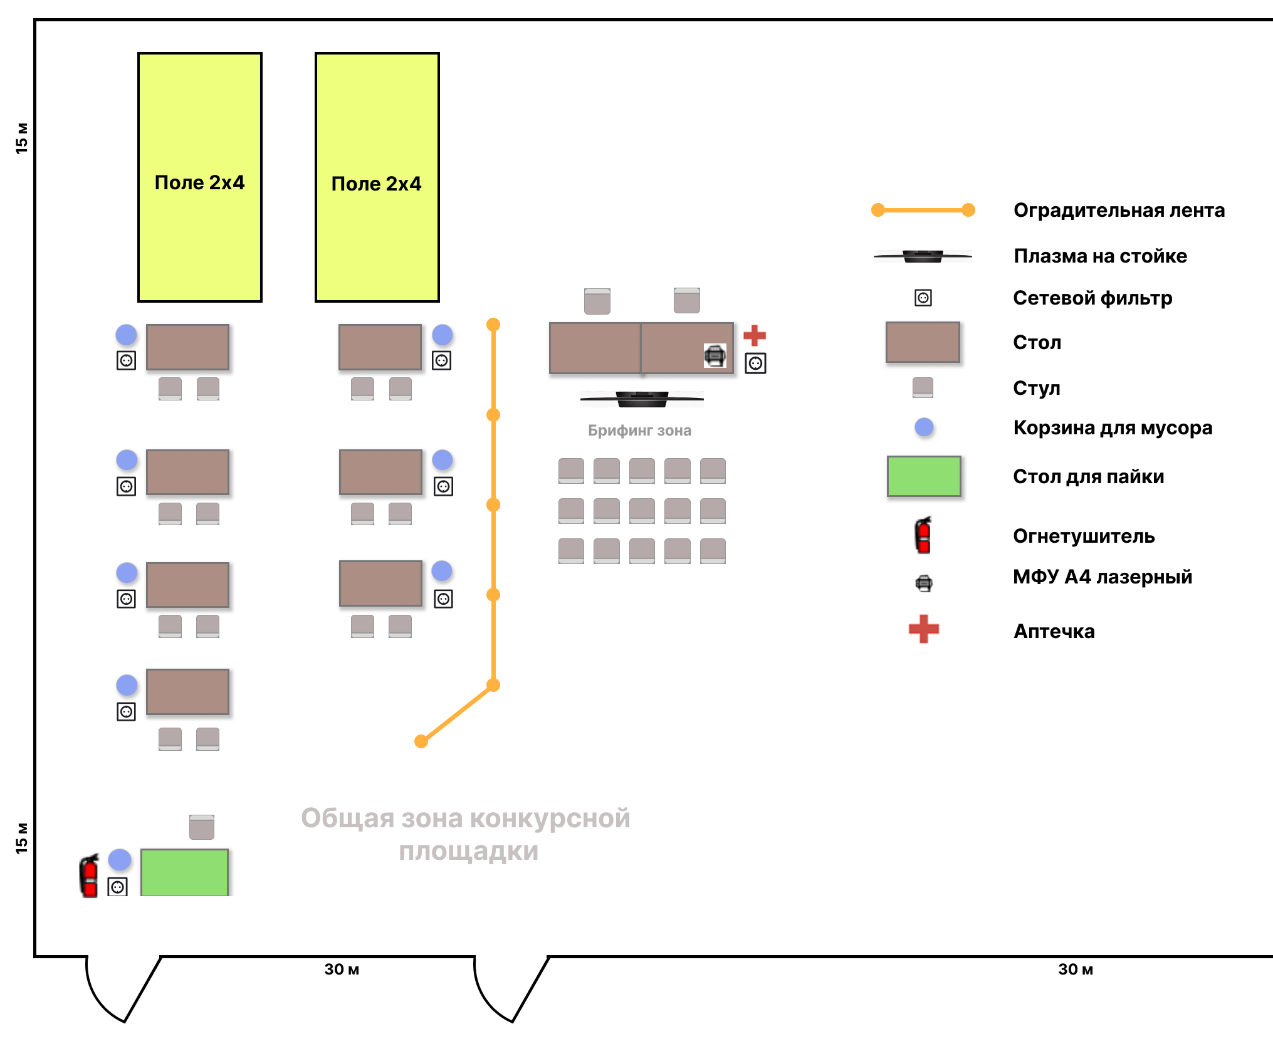 15 м
Поле 2х4
Поле 2х4
Оградительная лента
Плазма на стойке
Сетевой фильтр
Стол
Стул
Корзина для мусора
Брифинг зона
Стол для пайки
Огнетушитель
МФУ А4 лазерный
Аптечка
Общая зона конкурсной
площадки
15 м
30 м
30 м